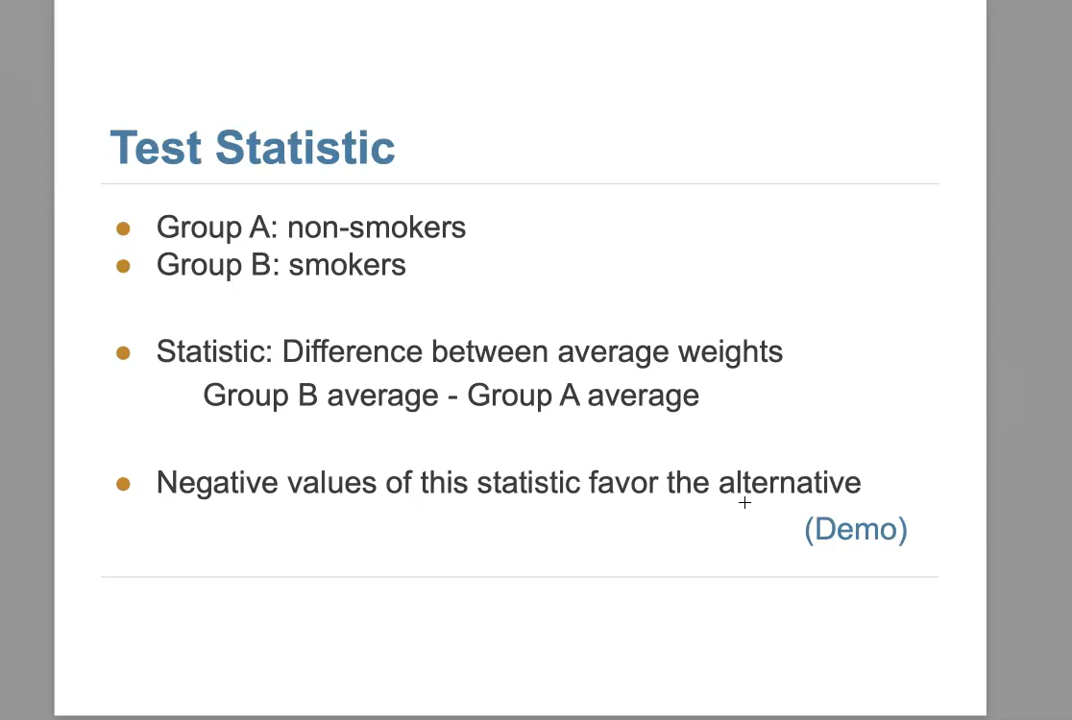 Test Statistic
● Group A: non-smokers
● Group B: smokers
● Statistic: Difference between average weights
Group B average - Group A average
● Negative values of this statistic favor the alternative
(Demo)